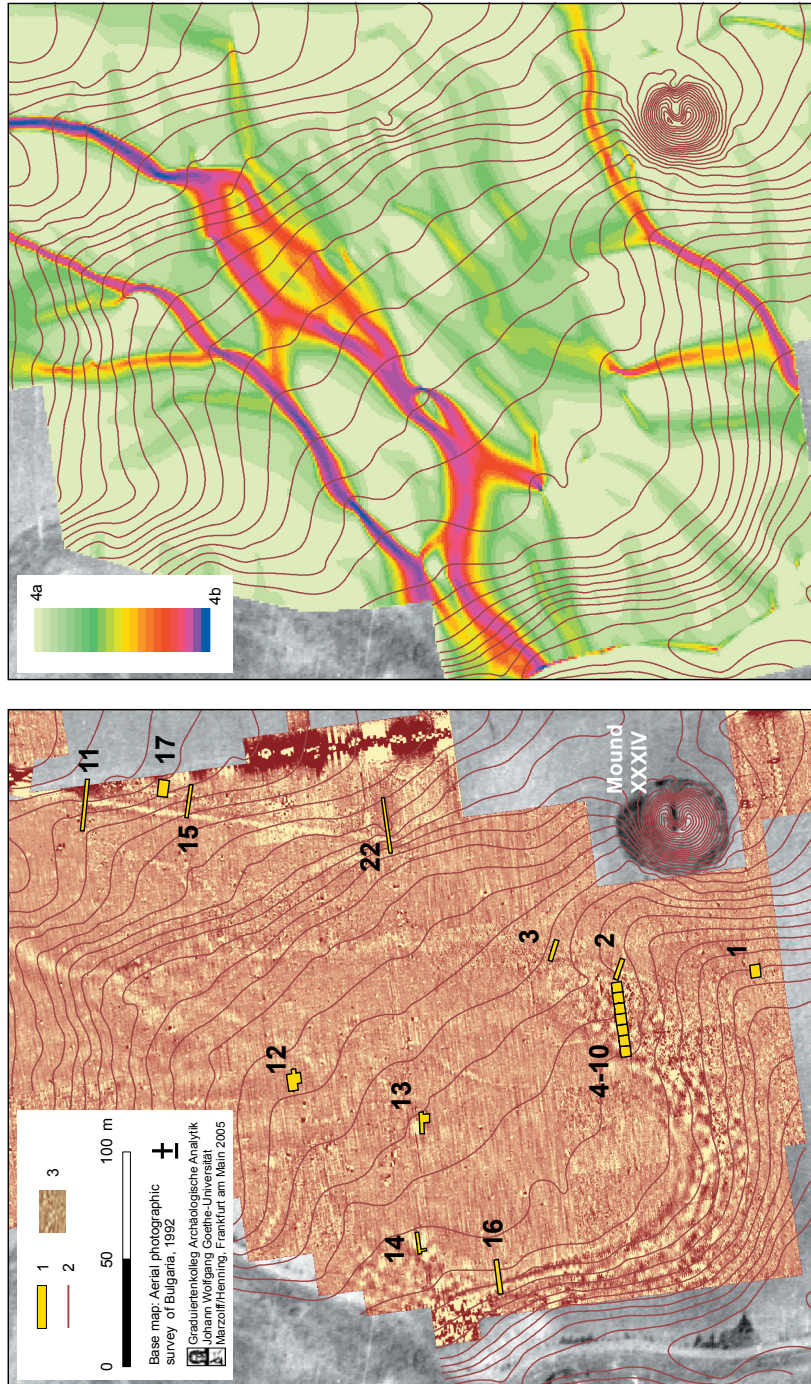 1
2
3
0
50
100 m
Base map: Aerial photographic
survey of Bulgaria, 1992
Graduiertenkolleg Archäologische Analytik
Johann Wolfgang Goethe-Universität
Marzolff/Henning, Frankfurt am Main 2005
11
17
15
22
12
13
14
16
3
2
4-10
1
Mound
XXXIV
4a
4b